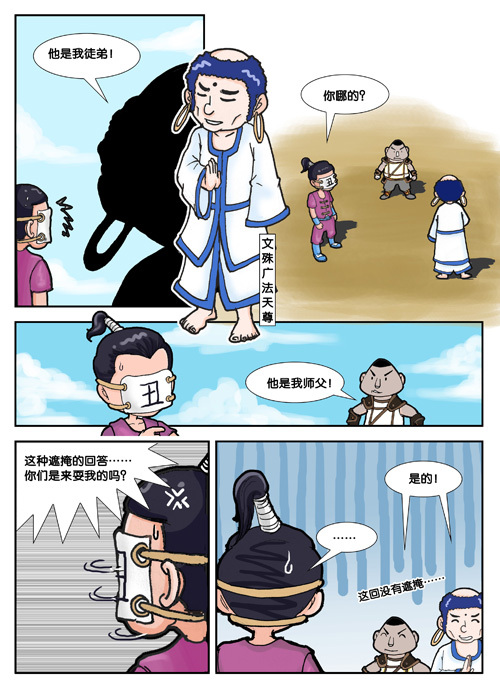 他是我徒弟！
文殊广法天尊
你哪的？
丑
丑
他是我师父！
这种遮掩的回答……
你们是来耍我的吗？
……
是的！
这回没有遮掩……